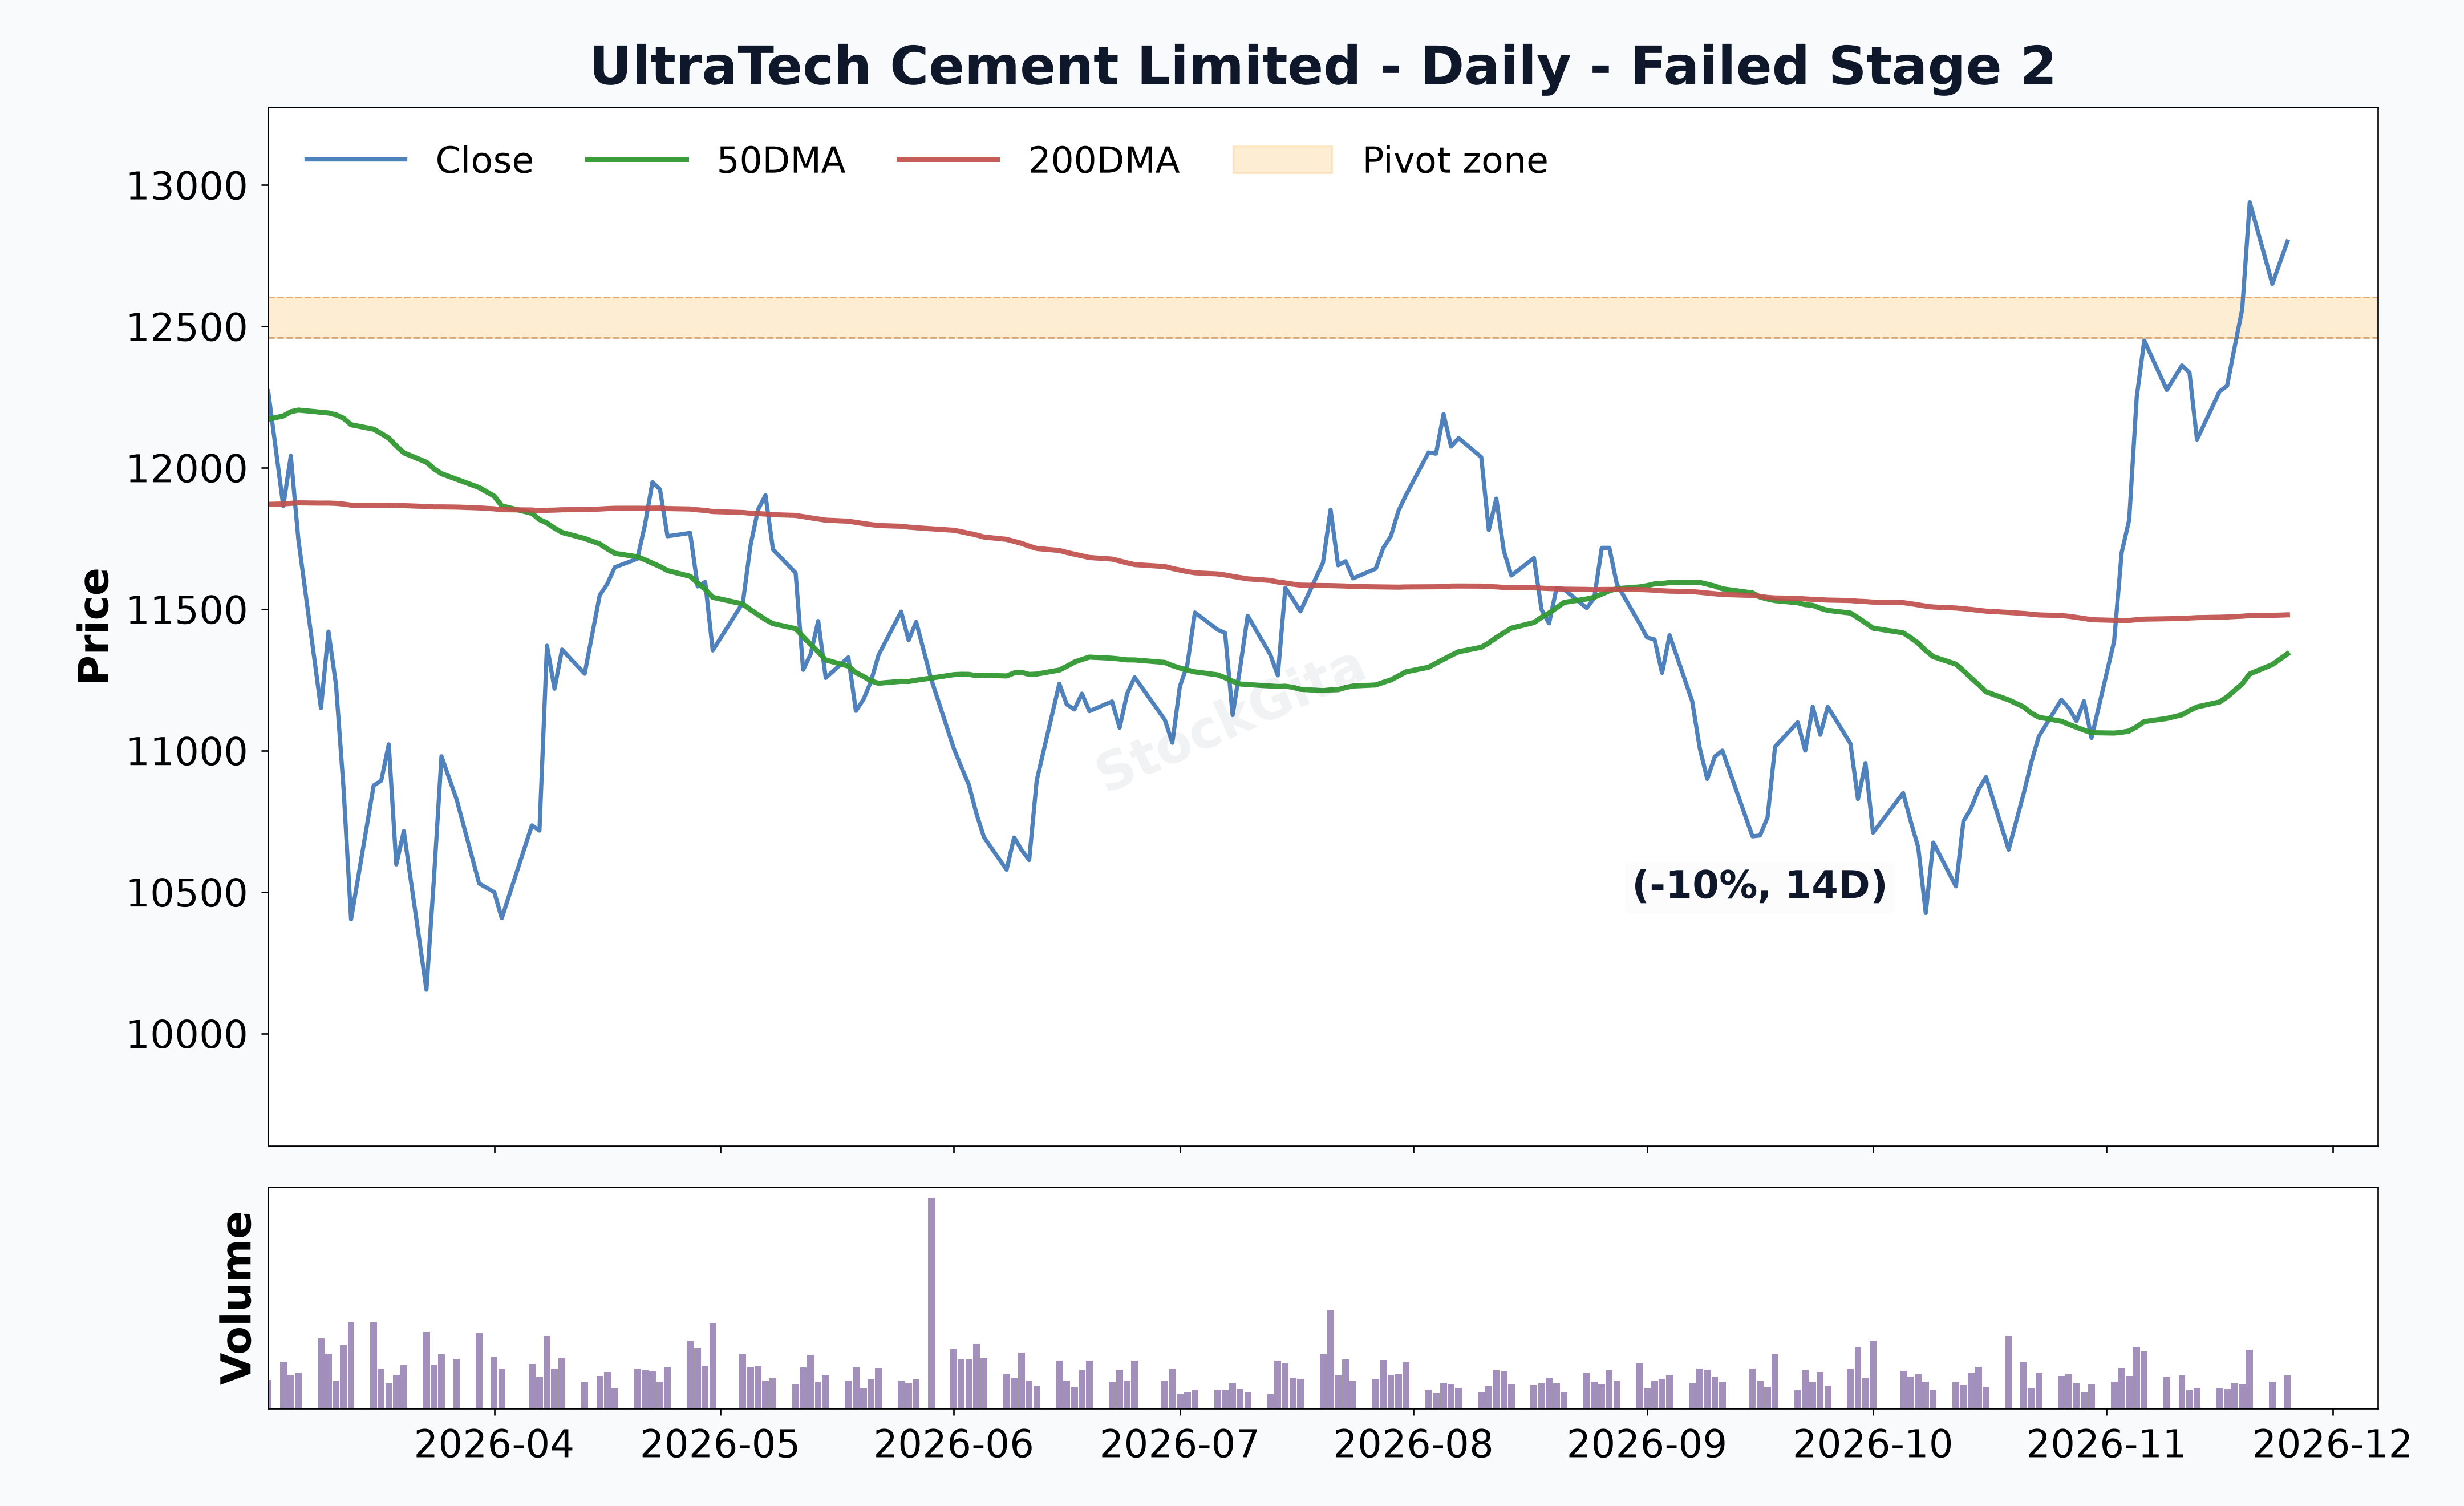 UltraTech Cement Limited - Daily - Failed Stage 2
Close 50DMA 200DMA Pivot zone
13000
12500
12000
11500
11000
10500
10000
Price
StockGita
(-10%, 14D)
Volume
2026-04 2026-05 2026-06 2026-07 2026-08 2026-09 2026-10 2026-11 2026-12